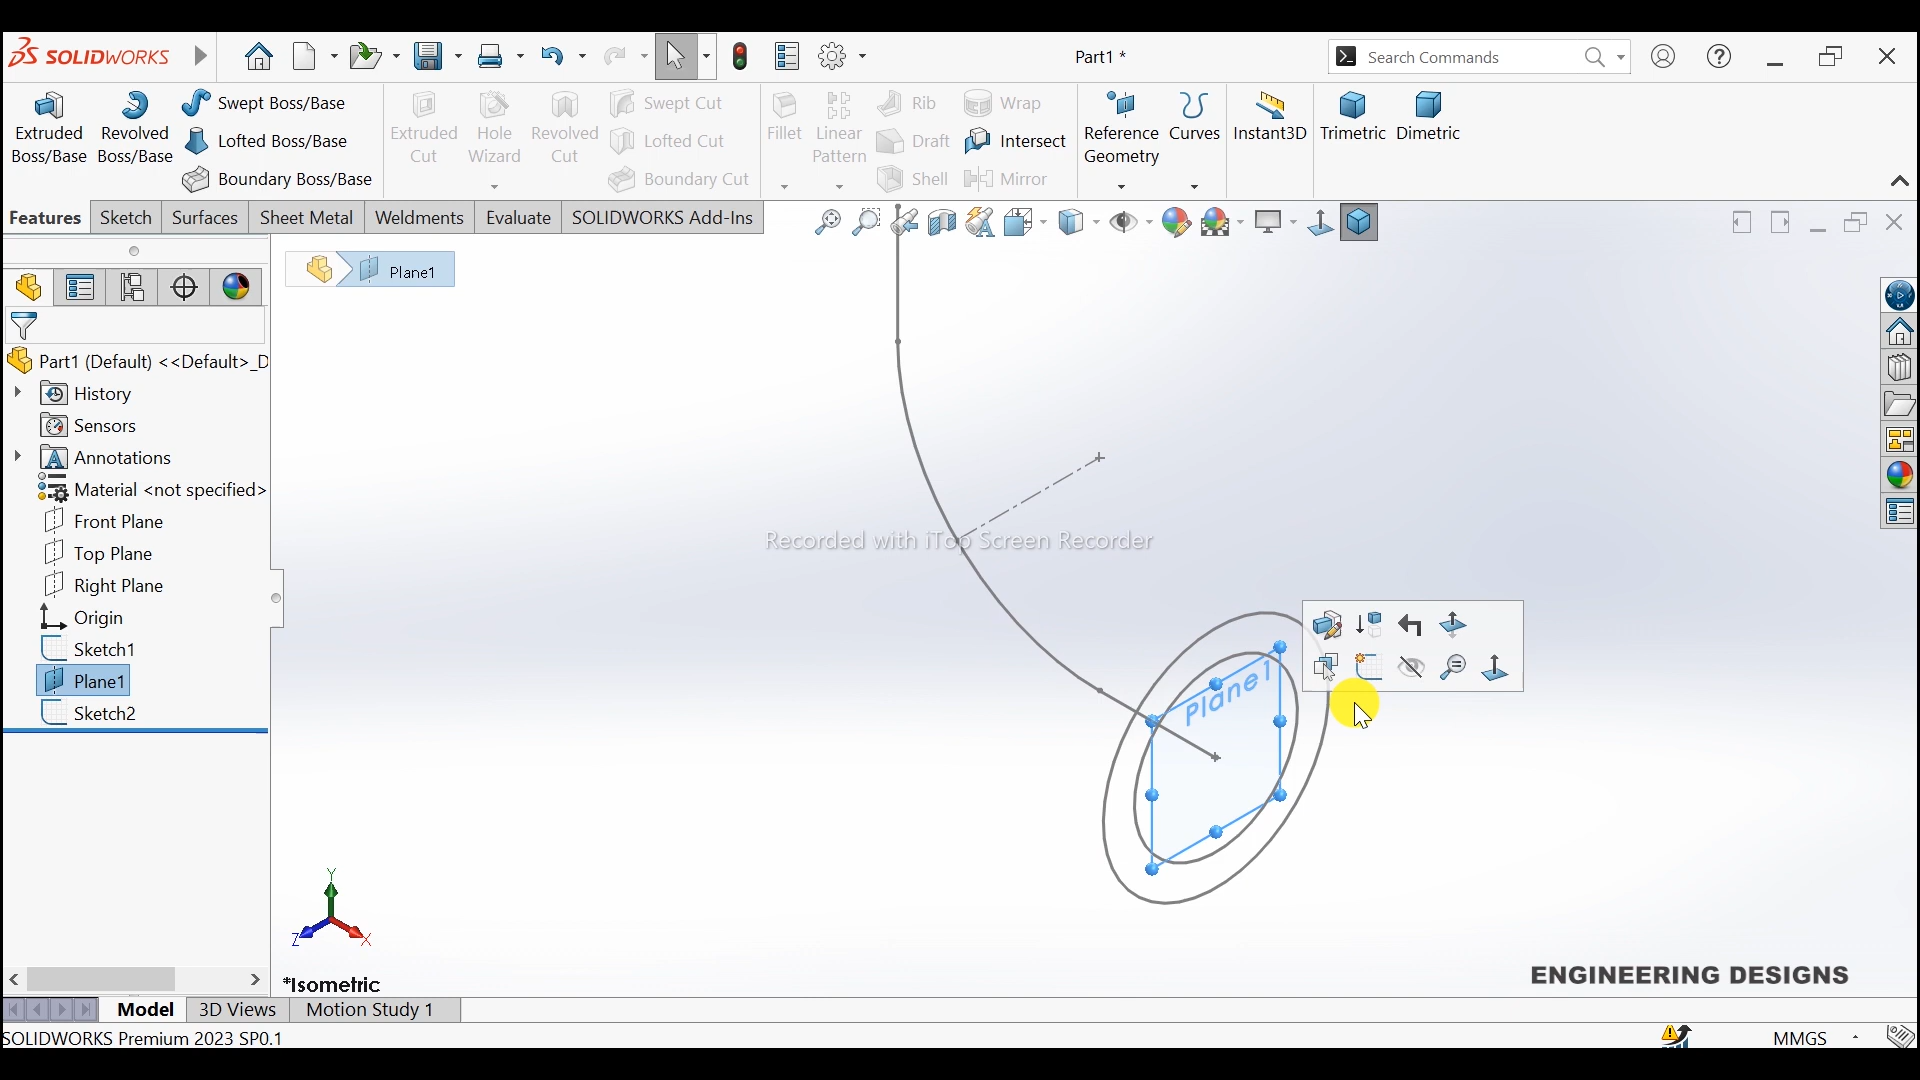 SOLIDWORKS
Part1 *
Search Commands
Extruded Boss/Base
Revolved Boss/Base
Swept Boss/Base
Lofted Boss/Base
Boundary Boss/Base
Extruded Cut
Hole Wizard
Revolved Cut
Swept Cut
Lofted Cut
Boundary Cut
Fillet
Linear Pattern
Rib
Draft
Shell
Wrap
Intersect
Mirror
Reference Geometry
Curves
Instant3D
Trimetric
Dimetric
Features
Sketch
Surfaces
Sheet Metal
Weldments
Evaluate
SOLIDWORKS Add-Ins
Plane1
Part1 (Default) <<Default>_D
History
Sensors
Annotations
Material <not specified>
Front Plane
Top Plane
Right Plane
Origin
Sketch1
Plane1
Sketch2
Recorded with iTop Screen Recorder
Plane1
Y
Z
X
*Isometric
ENGINEERING DESIGNS
Model
3D Views
Motion Study 1
SOLIDWORKS Premium 2023 SP0.1
MMGS